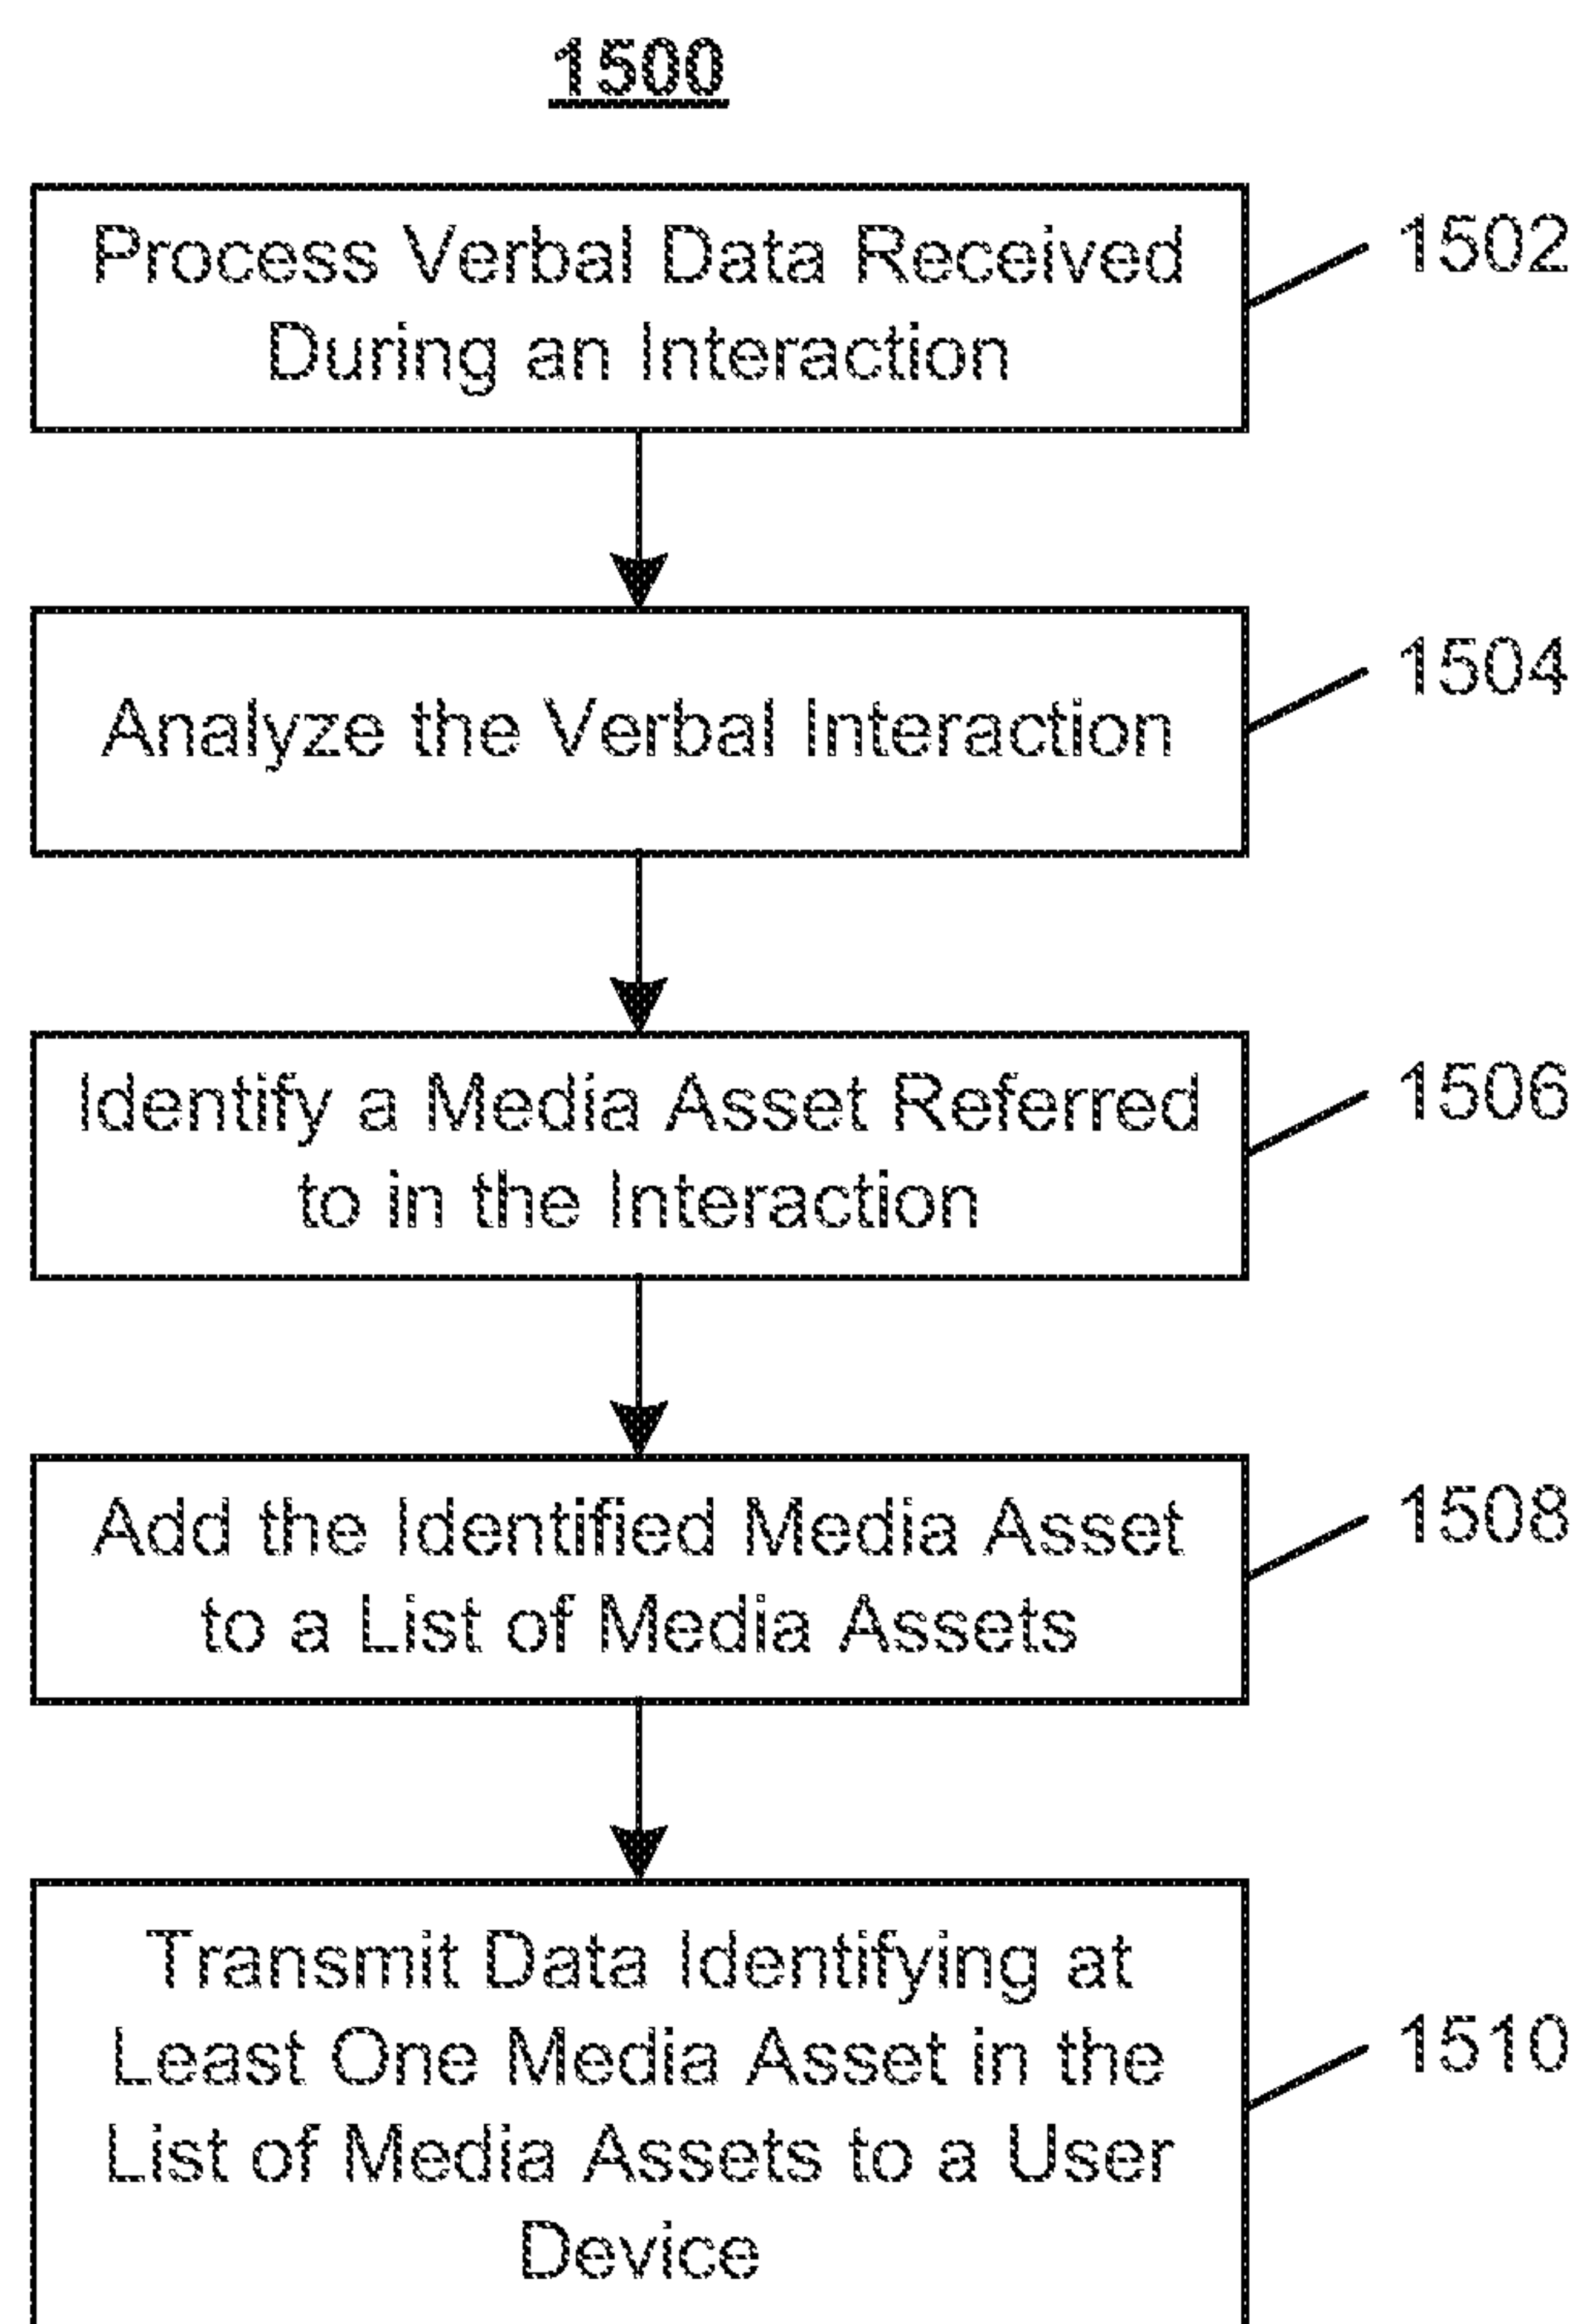 1500
Process Verbal Data Received
During an Interaction
1502
Analyze the Verbal Interaction
1504
Identify a Media Asset Referred
to in the Interaction
1506
Add the Identified Media Asset
to a List of Media Assets
1508
Transmit Data Identifying at
Least One Media Asset in the
List of Media Assets to a User
Device
1510